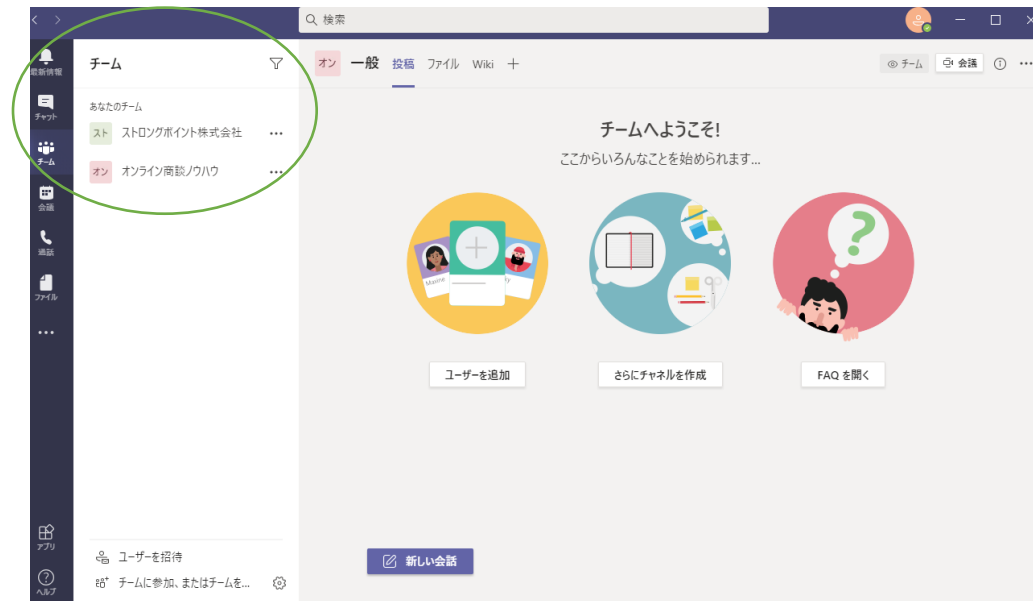 検索
最新情報
チャット
チーム
会議
通話
ファイル
アプリ
ヘルプ
チーム
あなたのチーム
スト ストロングポイント株式会社
オン オンライン商談ノウハウ
ユーザーを招待
チームに参加、またはチームを...
オン 一般 投稿 ファイル Wiki
チーム 会議
チームへようこそ!
ここからいろんなことを始められます...
Maxine
ユーザーを追加
さらにチャネルを作成
FAQ を開く
新しい会話